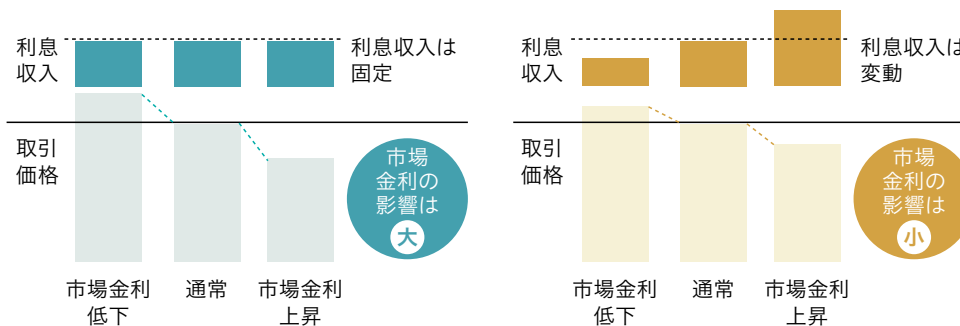 利息
収入
利息収入は
固定
取引
価格
市場
金利の
影響は
大
市場金利
低下
通常
市場金利
上昇
利息
収入
利息収入は
変動
取引
価格
市場
金利の
影響は
小
市場金利
低下
通常
市場金利
上昇